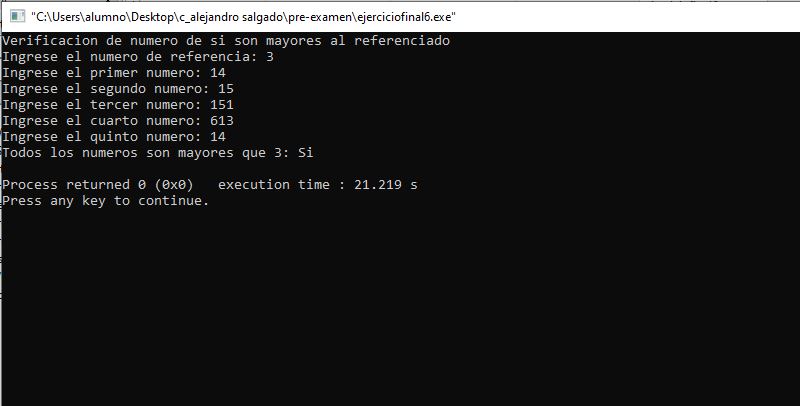 "C:\Users\alumno\Desktop\c_alejandro salgado\pre-examen\ejerciciofinal6.exe"
Verificacion de numero de si son mayores al referenciado
Ingrese el numero de referencia: 3
Ingrese el primer numero: 14
Ingrese el segundo numero: 15
Ingrese el tercer numero: 151
Ingrese el cuarto numero: 613
Ingrese el quinto numero: 14
Todos los numeros son mayores que 3: Si
Process returned 0 (0x0)   execution time : 21.219 s
Press any key to continue.